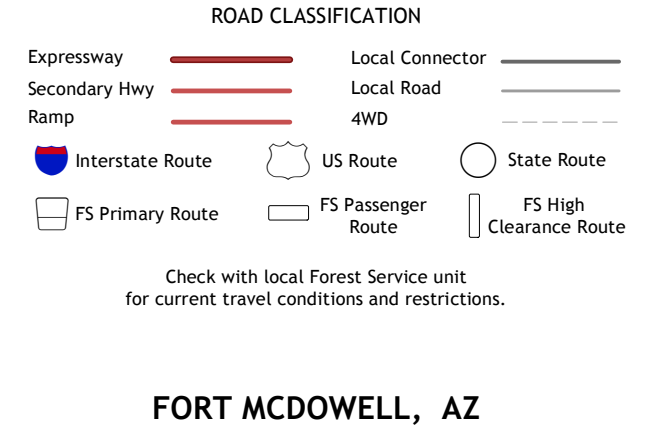 ROAD CLASSIFICATION
Expressway
Local Connector
Secondary Hwy
Local Road
Ramp
4WD
Interstate Route
US Route
State Route
FS Primary Route
FS Passenger
Route
FS High
Clearance Route
Check with local Forest Service unit
for current travel conditions and restrictions.
FORT MCDOWELL, AZ